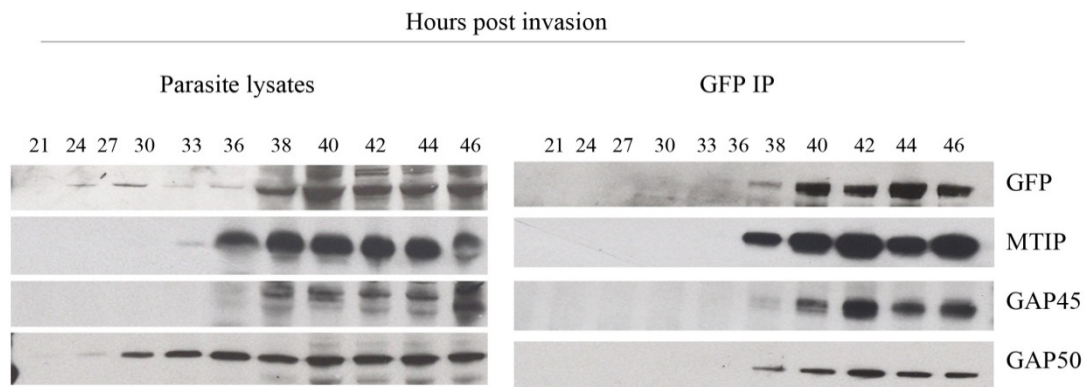 Hours post invasion
Parasite lysates GFP IP
21 24 27 30 33 36 38 40 42 44 46 21 24 27 30 33 36 38 40 42 44 46
GFP
MTIP
GAP45
GAP50